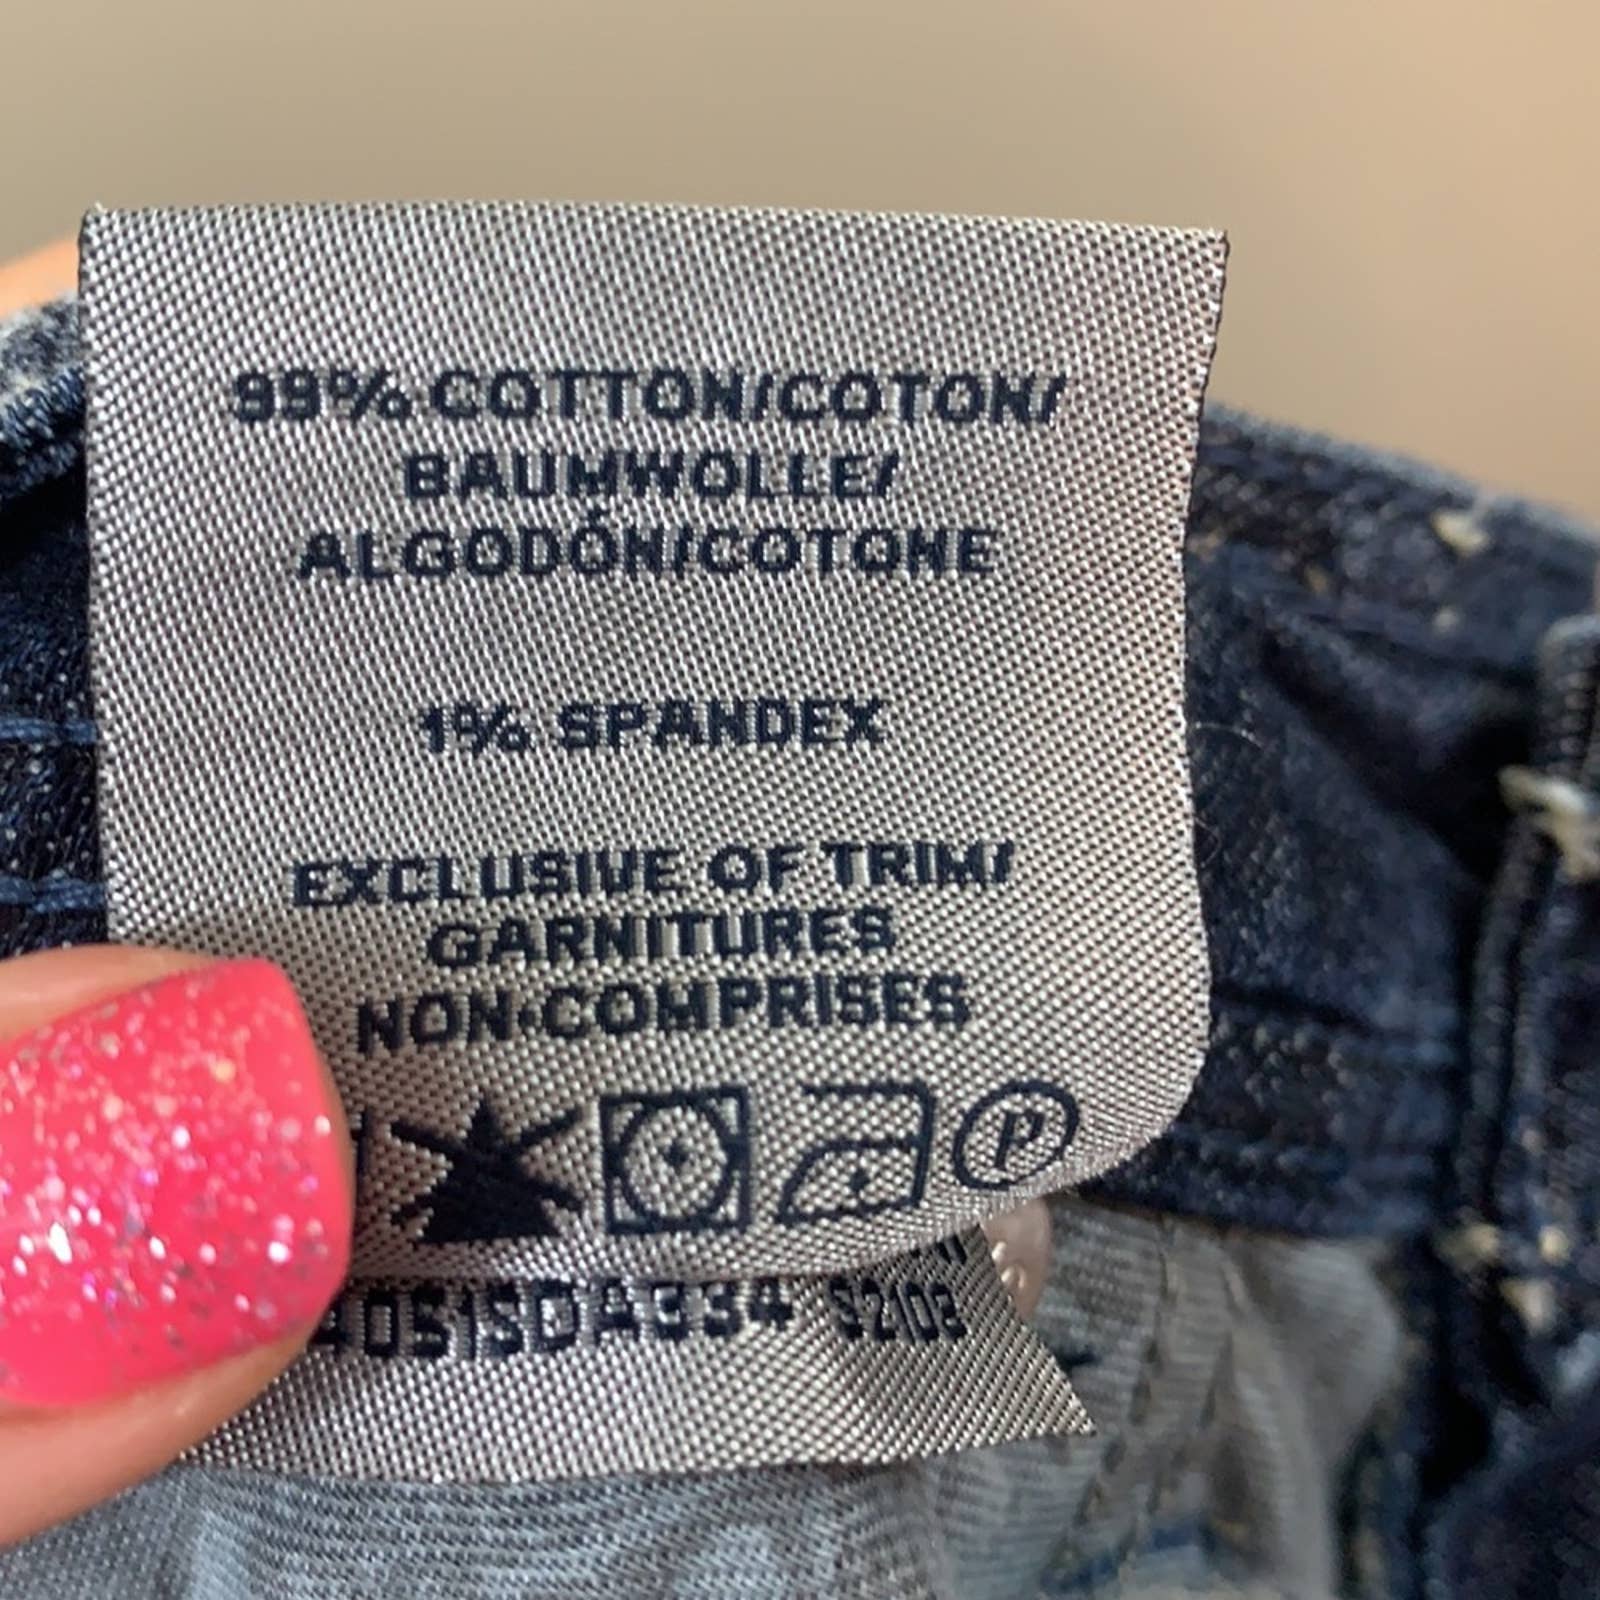 99% COTTON/COTON/
BAUMWOLLE/
ALGODÓN/COTONE
1% SPANDEX
EXCLUSIVE OF TRIM/
GARNITURES
NON-COMPRISES
P